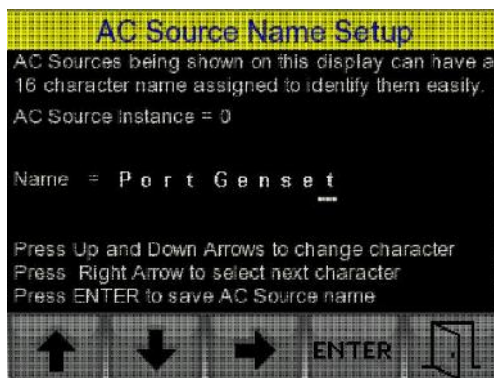 AC Source Name Setup
AC Sources being shown on this display can have a
16 character name assigned to identify them easily.
AC Source Instance = 0
Name = Port Genset
Press Up and Down Arrows to change character
Press Right Arrow to select next character
Press ENTER to save AC Source name
ENTER